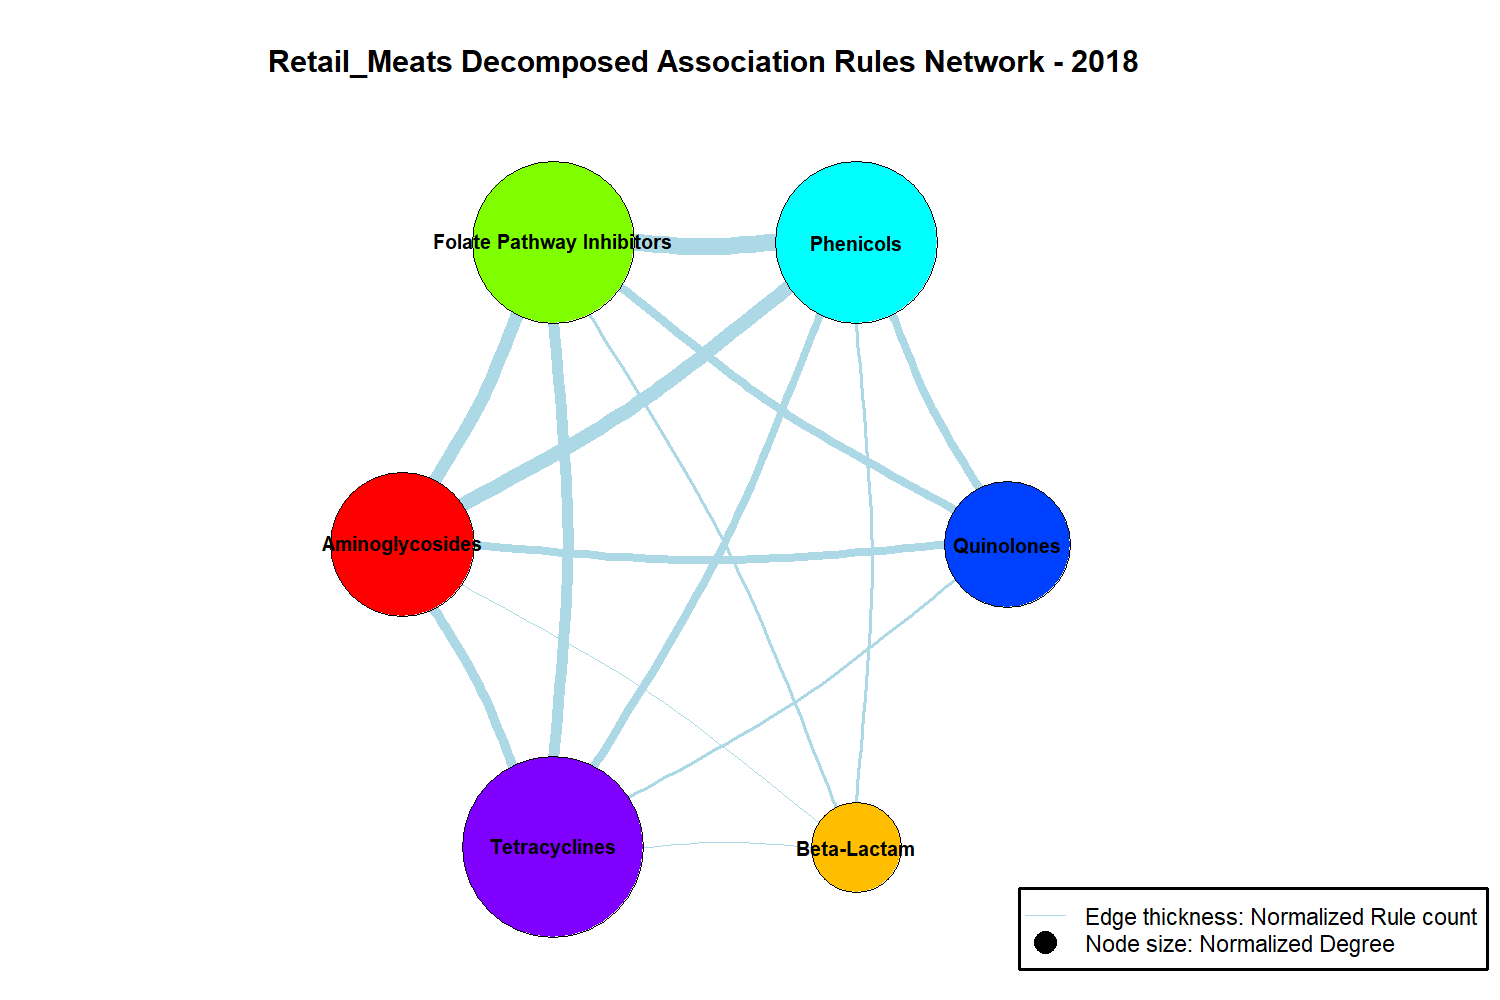 Retail_Meats Decomposed Association Rules Network - 2018
Folate Pathway Inhibitors
Phenicols
Aminoglycosides
Quinolones
Tetracyclines
Beta-Lactam
Edge thickness: Normalized Rule count
Node size: Normalized Degree